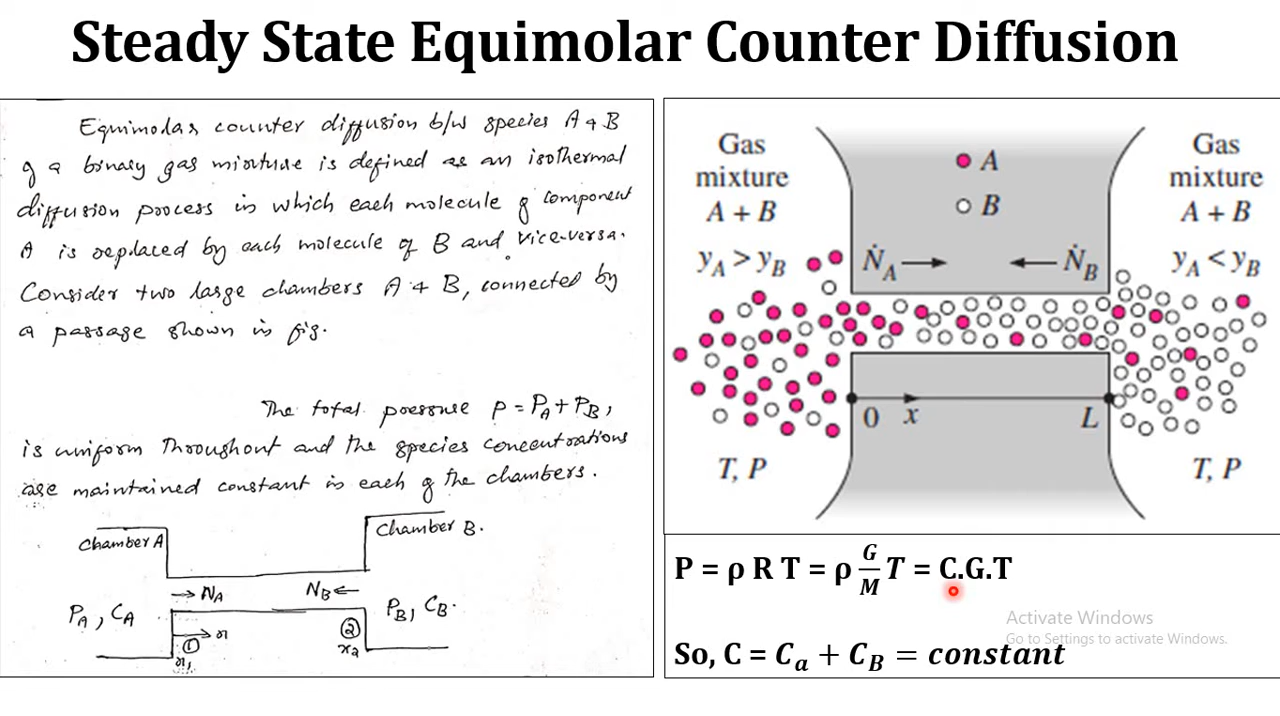 Steady State Equimolar Counter Diffusion
Equimolar counter diffusion b/w species A & B
of a binary gas mixture is defined as an isothermal
diffusion process in which each molecule of component
A is replaced by each molecule of B and vice-versa.
Consider two large chambers A & B, connected by
a passage shown in fig.
The total pressure P = PA + PB,
is uniform throughout and the species concentrations
are maintained constant in each of the chambers.
Chamber A
Chamber B.
→ NA
NB ←
PA, CA
PB, CB.
→ x
①
x1
②
x2
Gas
mixture
A + B
yA > yB
T, P
A
B
ṄA →
← ṄB
0 x L
Gas
mixture
A + B
yA < yB
T, P
P = ρ R T = ρ G/M T = C.G.T
So, C = Ca + CB = constant
Activate Windows
Go to Settings to activate Windows.